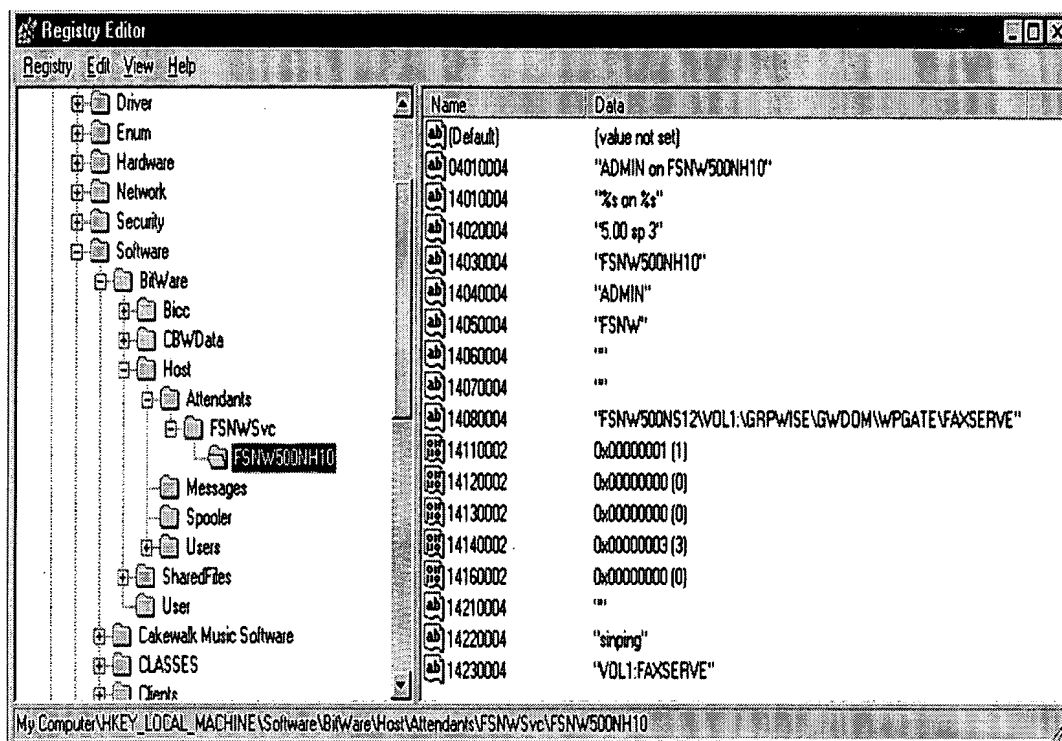 Registry Editor
Registry Edit View Help
Driver
Enum
Hardware
Network
Security
Software
BitWare
Bicc
CBWData
Host
Attendants
FSNWSvc
FSNW500NH10
Messages
Spooler
Users
SharedFiles
User
Cakewalk Music Software
CLASSES
Clients
Name Data
(Default) (value not set)
04010004 "ADMIN on FSNW500NH10"
14010004 "%s on %s"
14020004 "5.00 sp 3"
14030004 "FSNW500NH10"
14040004 "ADMIN"
14050004 "FSNW"
14060004 ""
14070004 ""
14080004 "FSNW500NS12\VOL1:\GRPWISE\GWDOM\WPGATE\FAXSERVE"
14110002 0x00000001 (1)
14120002 0x00000000 (0)
14130002 0x00000000 (0)
14140002 0x00000003 (3)
14160002 0x00000000 (0)
14210004 ""
14220004 "sinping"
14230004 "VOL1:FAXSERVE"
My Computer\HKEY_LOCAL_MACHINE\Software\BitWare\Host\Attendants\FSNWSvc\FSNW500NH10